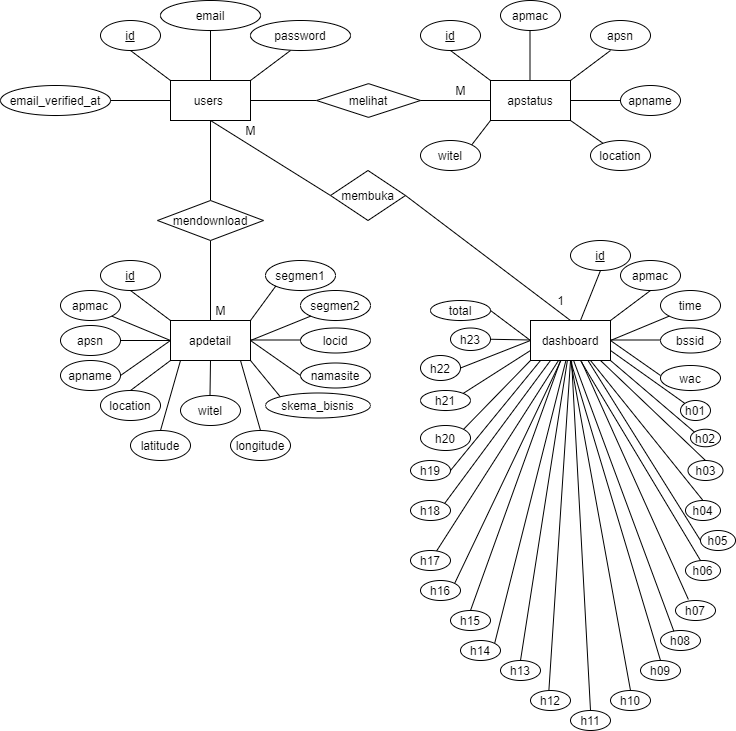 email
apmac
id
password
id
apsn
email_verified_at
users
melihat
M
apstatus
apname
M
witel
location
membuka
mendownload
id
segmen1
id
apmac
apmac
segmen2
M
1
total
time
apsn
apdetail
locid
h23
dashboard
bssid
apname
namasite
h22
wac
location
witel
skema_bisnis
h21
h01
latitude
longitude
h20
h02
h19
h03
h18
h04
h05
h17
h06
h16
h07
h15
h08
h14
h13
h09
h12
h10
h11